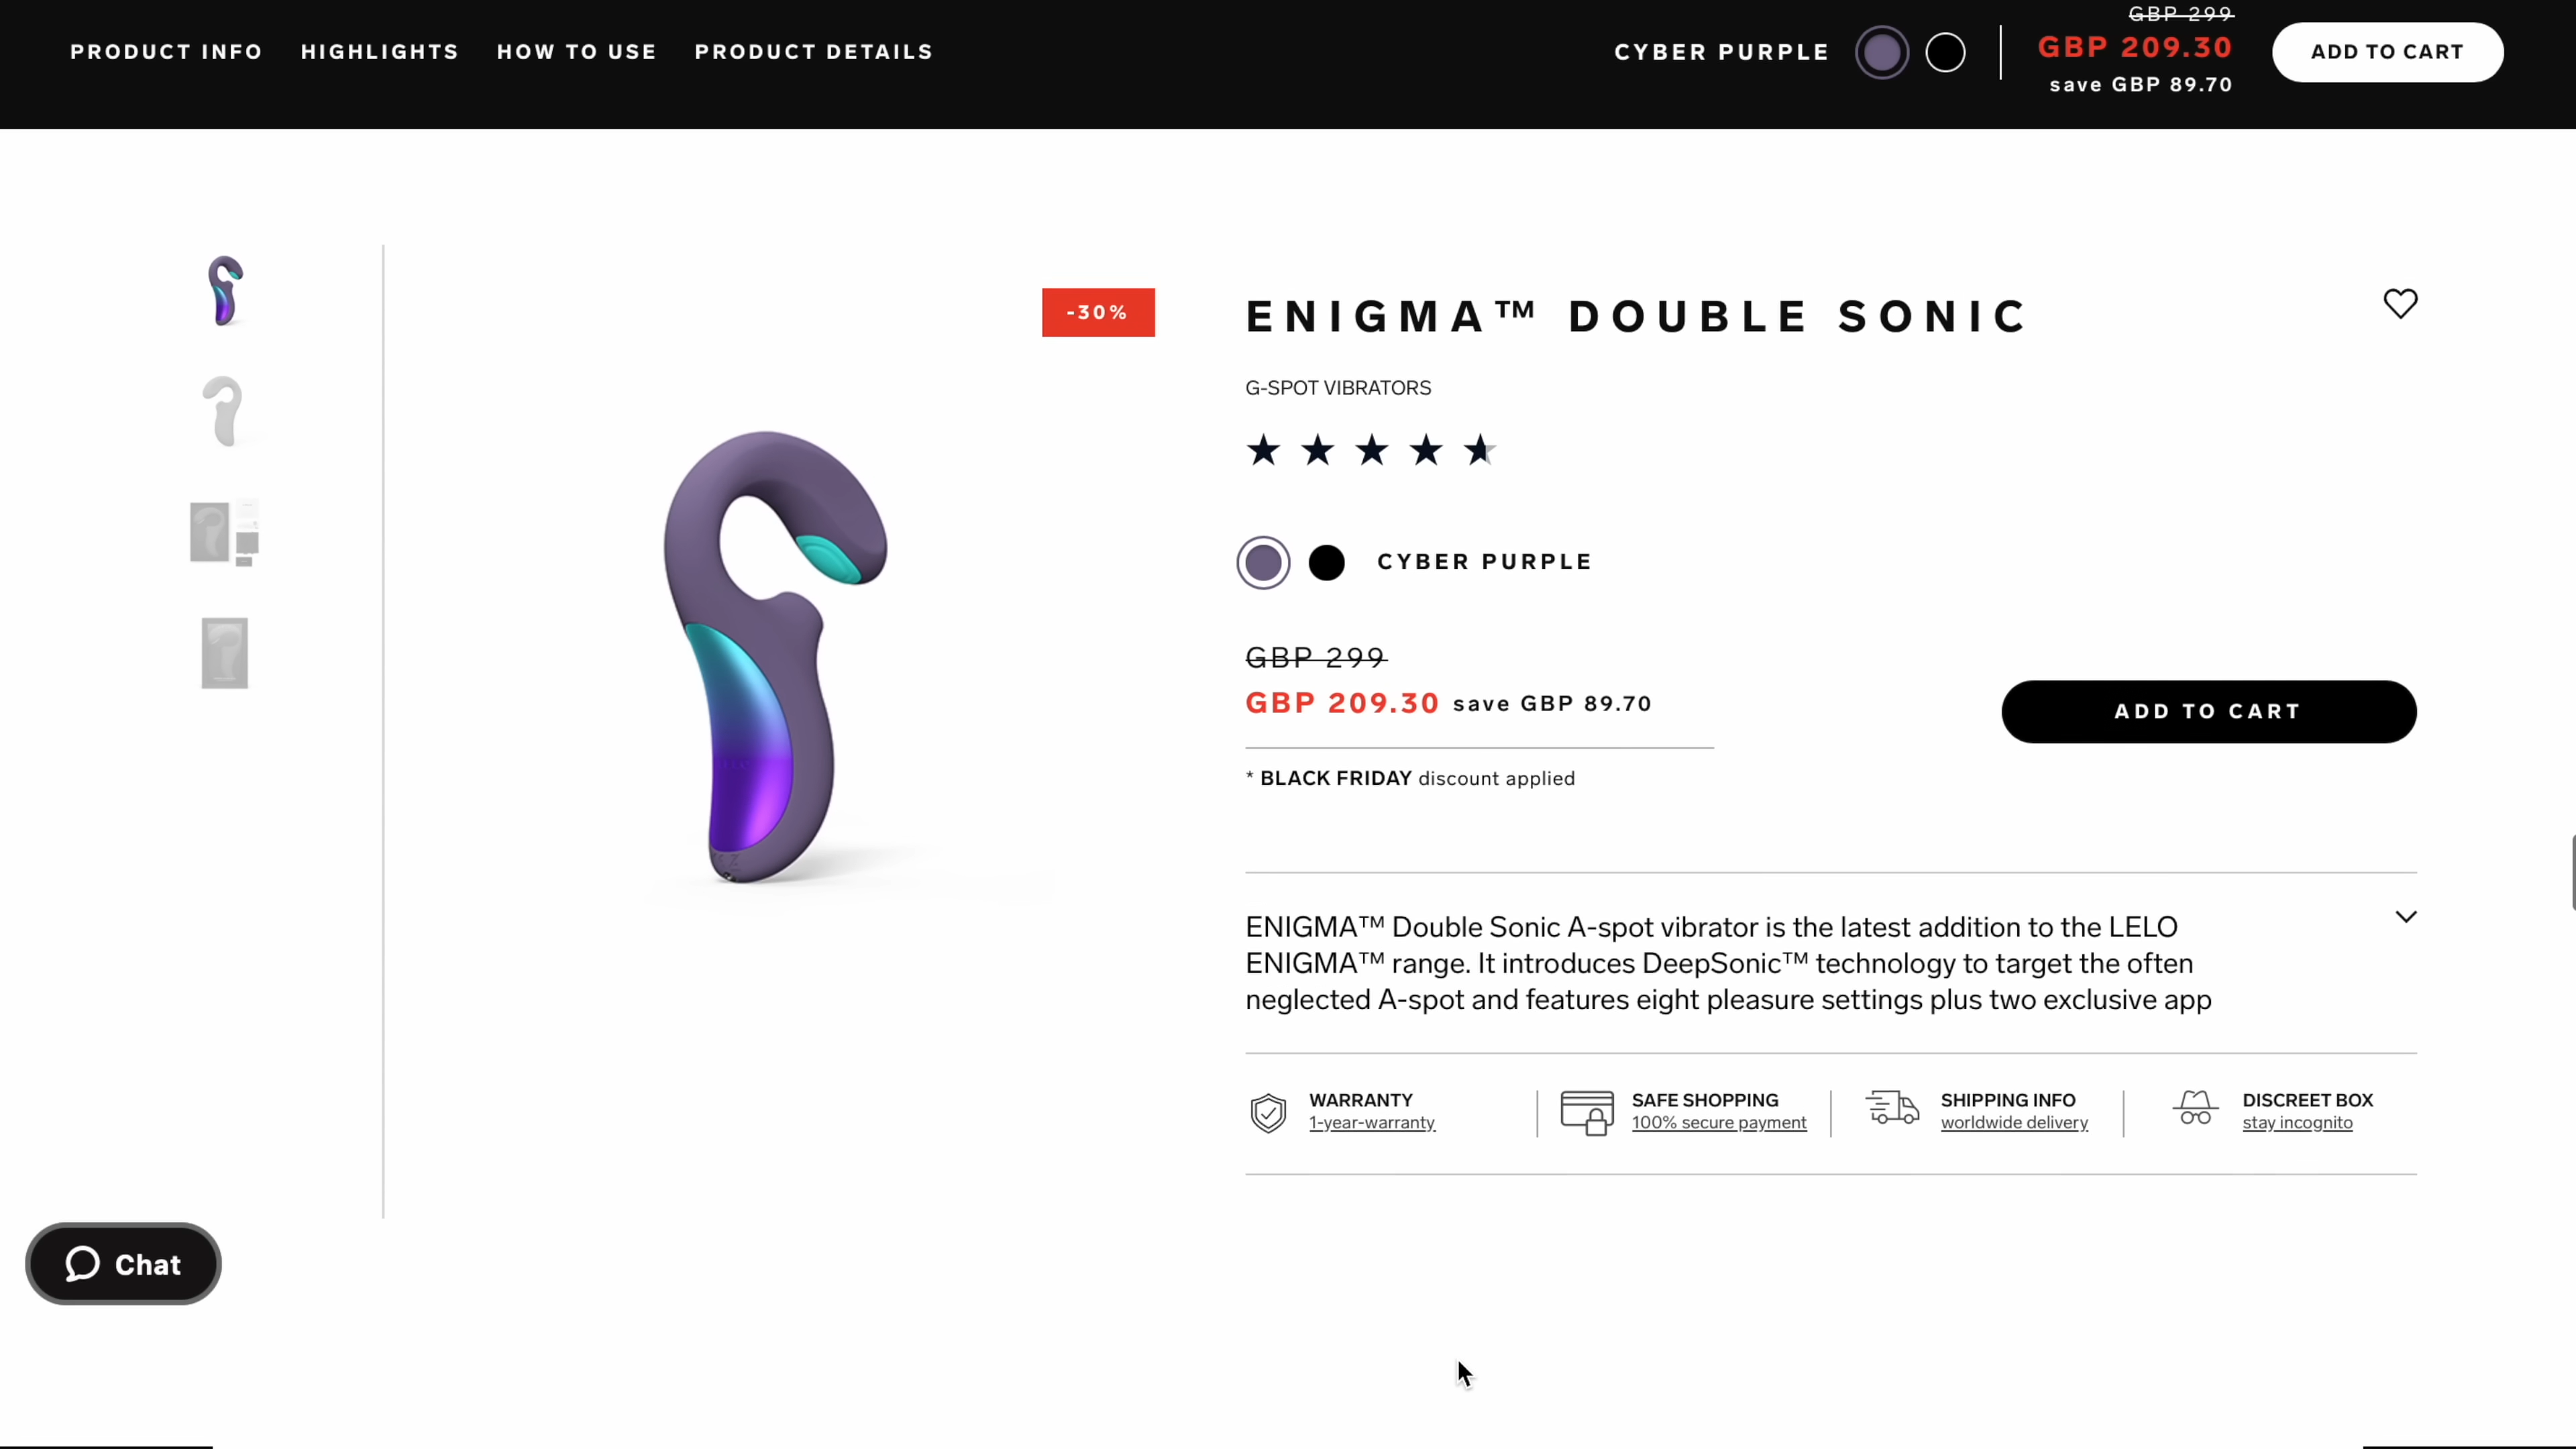 PRODUCT INFO HIGHLIGHTS HOW TO USE PRODUCT DETAILS
CYBER PURPLE
GBP 299
GBP 209.30
save GBP 89.70
ADD TO CART
-30%
ENIGMA™ DOUBLE SONIC
G-SPOT VIBRATORS
CYBER PURPLE
GBP 299
GBP 209.30 save GBP 89.70
ADD TO CART
* BLACK FRIDAY discount applied
ENIGMA™ Double Sonic A-spot vibrator is the latest addition to the LELO
ENIGMA™ range. It introduces DeepSonic™ technology to target the often
neglected A-spot and features eight pleasure settings plus two exclusive app
WARRANTY
1-year-warranty
SAFE SHOPPING
100% secure payment
SHIPPING INFO
worldwide delivery
DISCREET BOX
stay incognito
Chat